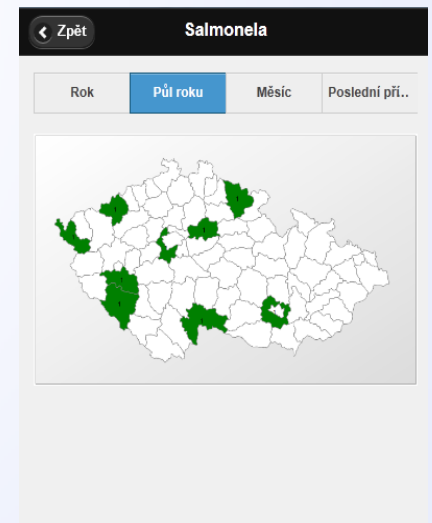 Zpět
Salmonela
Rok
Půl roku
Měsíc
Poslední pří..